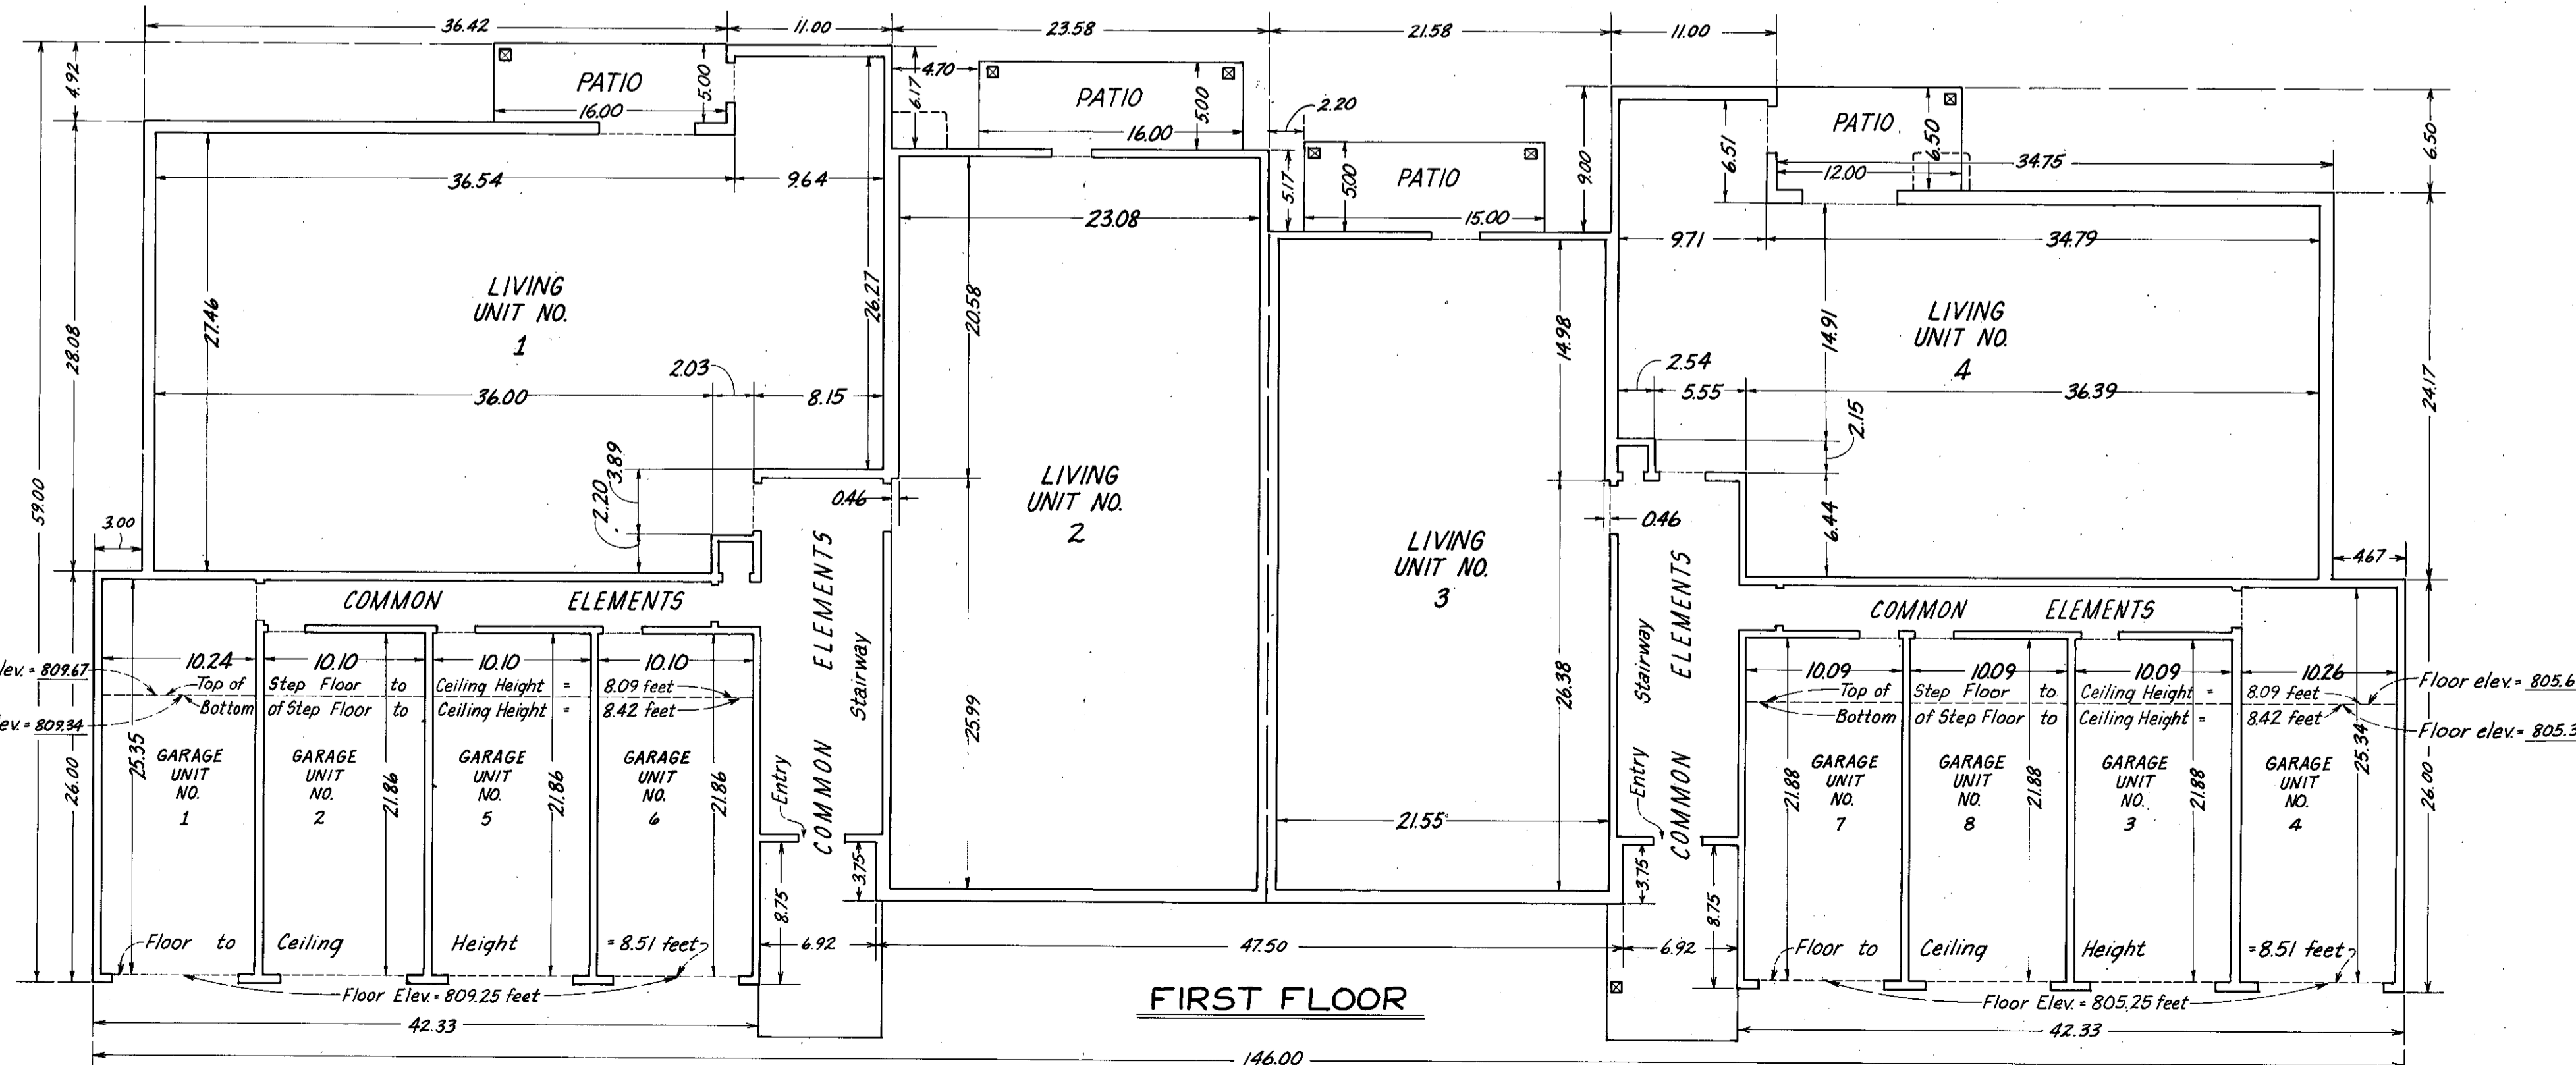 36.42 11.00 23.58 21.58 11.00
4.92 PATIO 5.00 16.00
6.17 4.70 PATIO 5.00 16.00
2.20 5.17 5.00 PATIO 15.00
9.00 6.51 PATIO 6.50 12.00 34.75 6.50
36.54 9.64 23.08 9.71 34.79
59.00 28.08 27.46 26.27 20.58 14.98 14.91 24.17
LIVING
UNIT NO.
1
LIVING
UNIT NO.
4
2.03 36.00 8.15
2.54 5.55 36.39 2.15
3.89 2.20 0.46 0.46 6.44
LIVING
UNIT NO.
2
LIVING
UNIT NO.
3
3.00 4.67
COMMON ELEMENTS
COMMON ELEMENTS
Stairway
Entry
COMMON ELEMENTS
Stairway
Entry
COMMON ELEMENTS
10.24 10.10 10.10 10.10
lev. = 809.67 Top of Step Floor to Ceiling Height = 8.09 feet
ev. = 809.34 Bottom of Step Floor to Ceiling Height = 8.42 feet
26.00 25.35 21.86 21.86 21.86
GARAGE
UNIT
NO.
1
GARAGE
UNIT
NO.
2
GARAGE
UNIT
NO.
5
GARAGE
UNIT
NO.
6
Floor to Ceiling Height = 8.51 feet
Floor Elev. = 809.25 feet
42.33
25.99 26.38 21.55
8.75 3.75 3.75 8.75
6.92 47.50 6.92
10.09 10.09 10.09 10.26
Top of Step Floor to Ceiling Height = 8.09 feet Floor elev. = 805.6
Bottom of Step Floor to Ceiling Height = 8.42 feet Floor elev. = 805.3
21.88 21.88 21.88 25.34 26.00
GARAGE
UNIT
NO.
7
GARAGE
UNIT
NO.
8
GARAGE
UNIT
NO.
3
GARAGE
UNIT
NO.
4
Floor to Ceiling Height = 8.51 feet
Floor Elev. = 805.25 feet
42.33
FIRST FLOOR
146.00